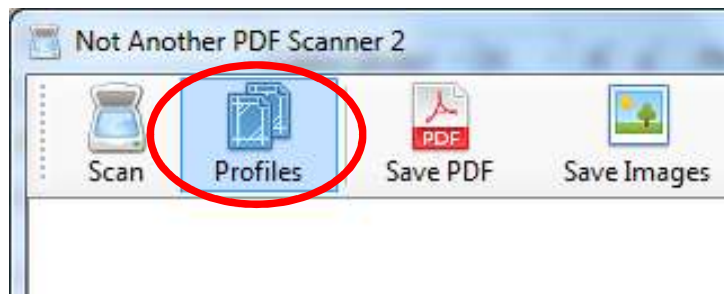 Not Another PDF Scanner 2
Scan Profiles Save PDF Save Images
PDF